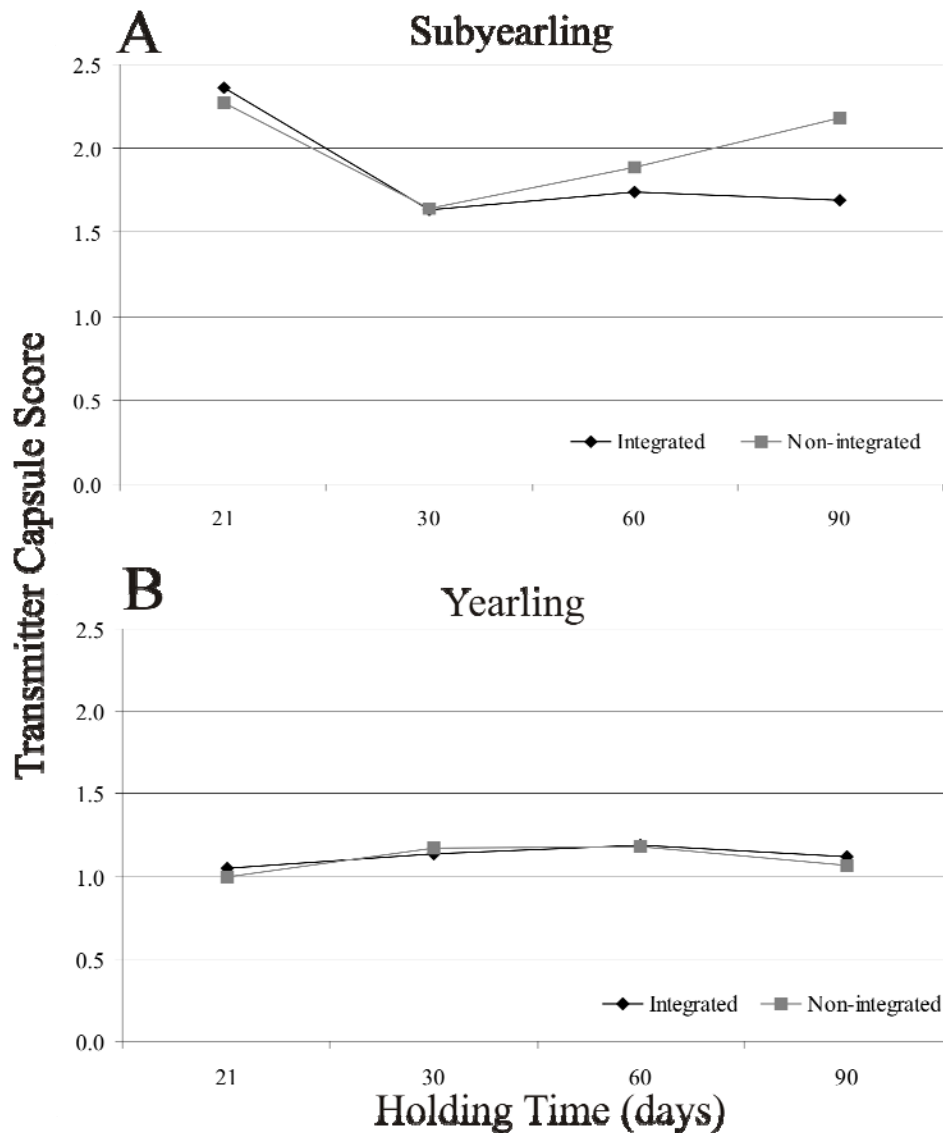 A
Subyearling
2.5
2.0
1.5
1.0
0.5
0.0
Integrated Non-integrated
21 30 60 90
Transmitter Capsule Score
B
Yearling
2.5
2.0
1.5
1.0
0.5
0.0
Integrated Non-integrated
21 30 60 90
Holding Time (days)